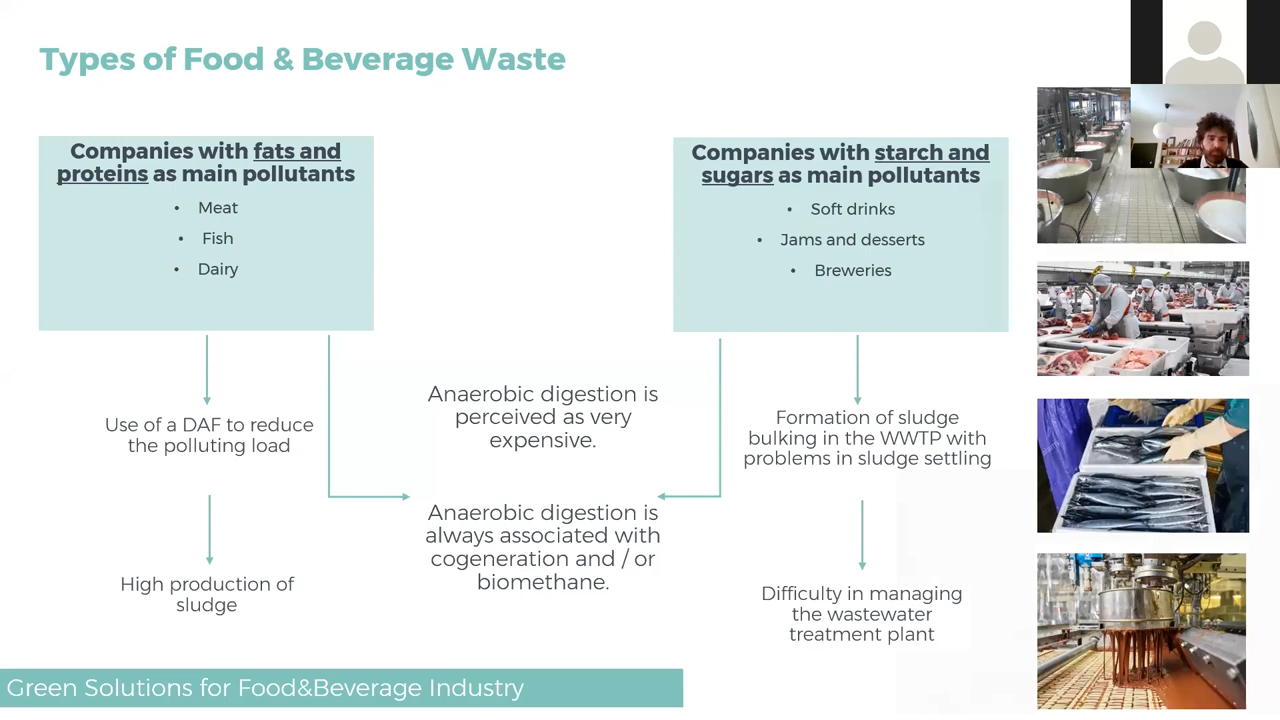 Types of Food & Beverage Waste
Companies with fats and
proteins as main pollutants
• Meat
• Fish
• Dairy
Companies with starch and
sugars as main pollutants
• Soft drinks
• Jams and desserts
• Breweries
Use of a DAF to reduce
the polluting load
High production of
sludge
Anaerobic digestion is
perceived as very
expensive.
Anaerobic digestion is
always associated with
cogeneration and / or
biomethane.
Formation of sludge
bulking in the WWTP with
problems in sludge settling
Difficulty in managing
the wastewater
treatment plant
Green Solutions for Food&Beverage Industry